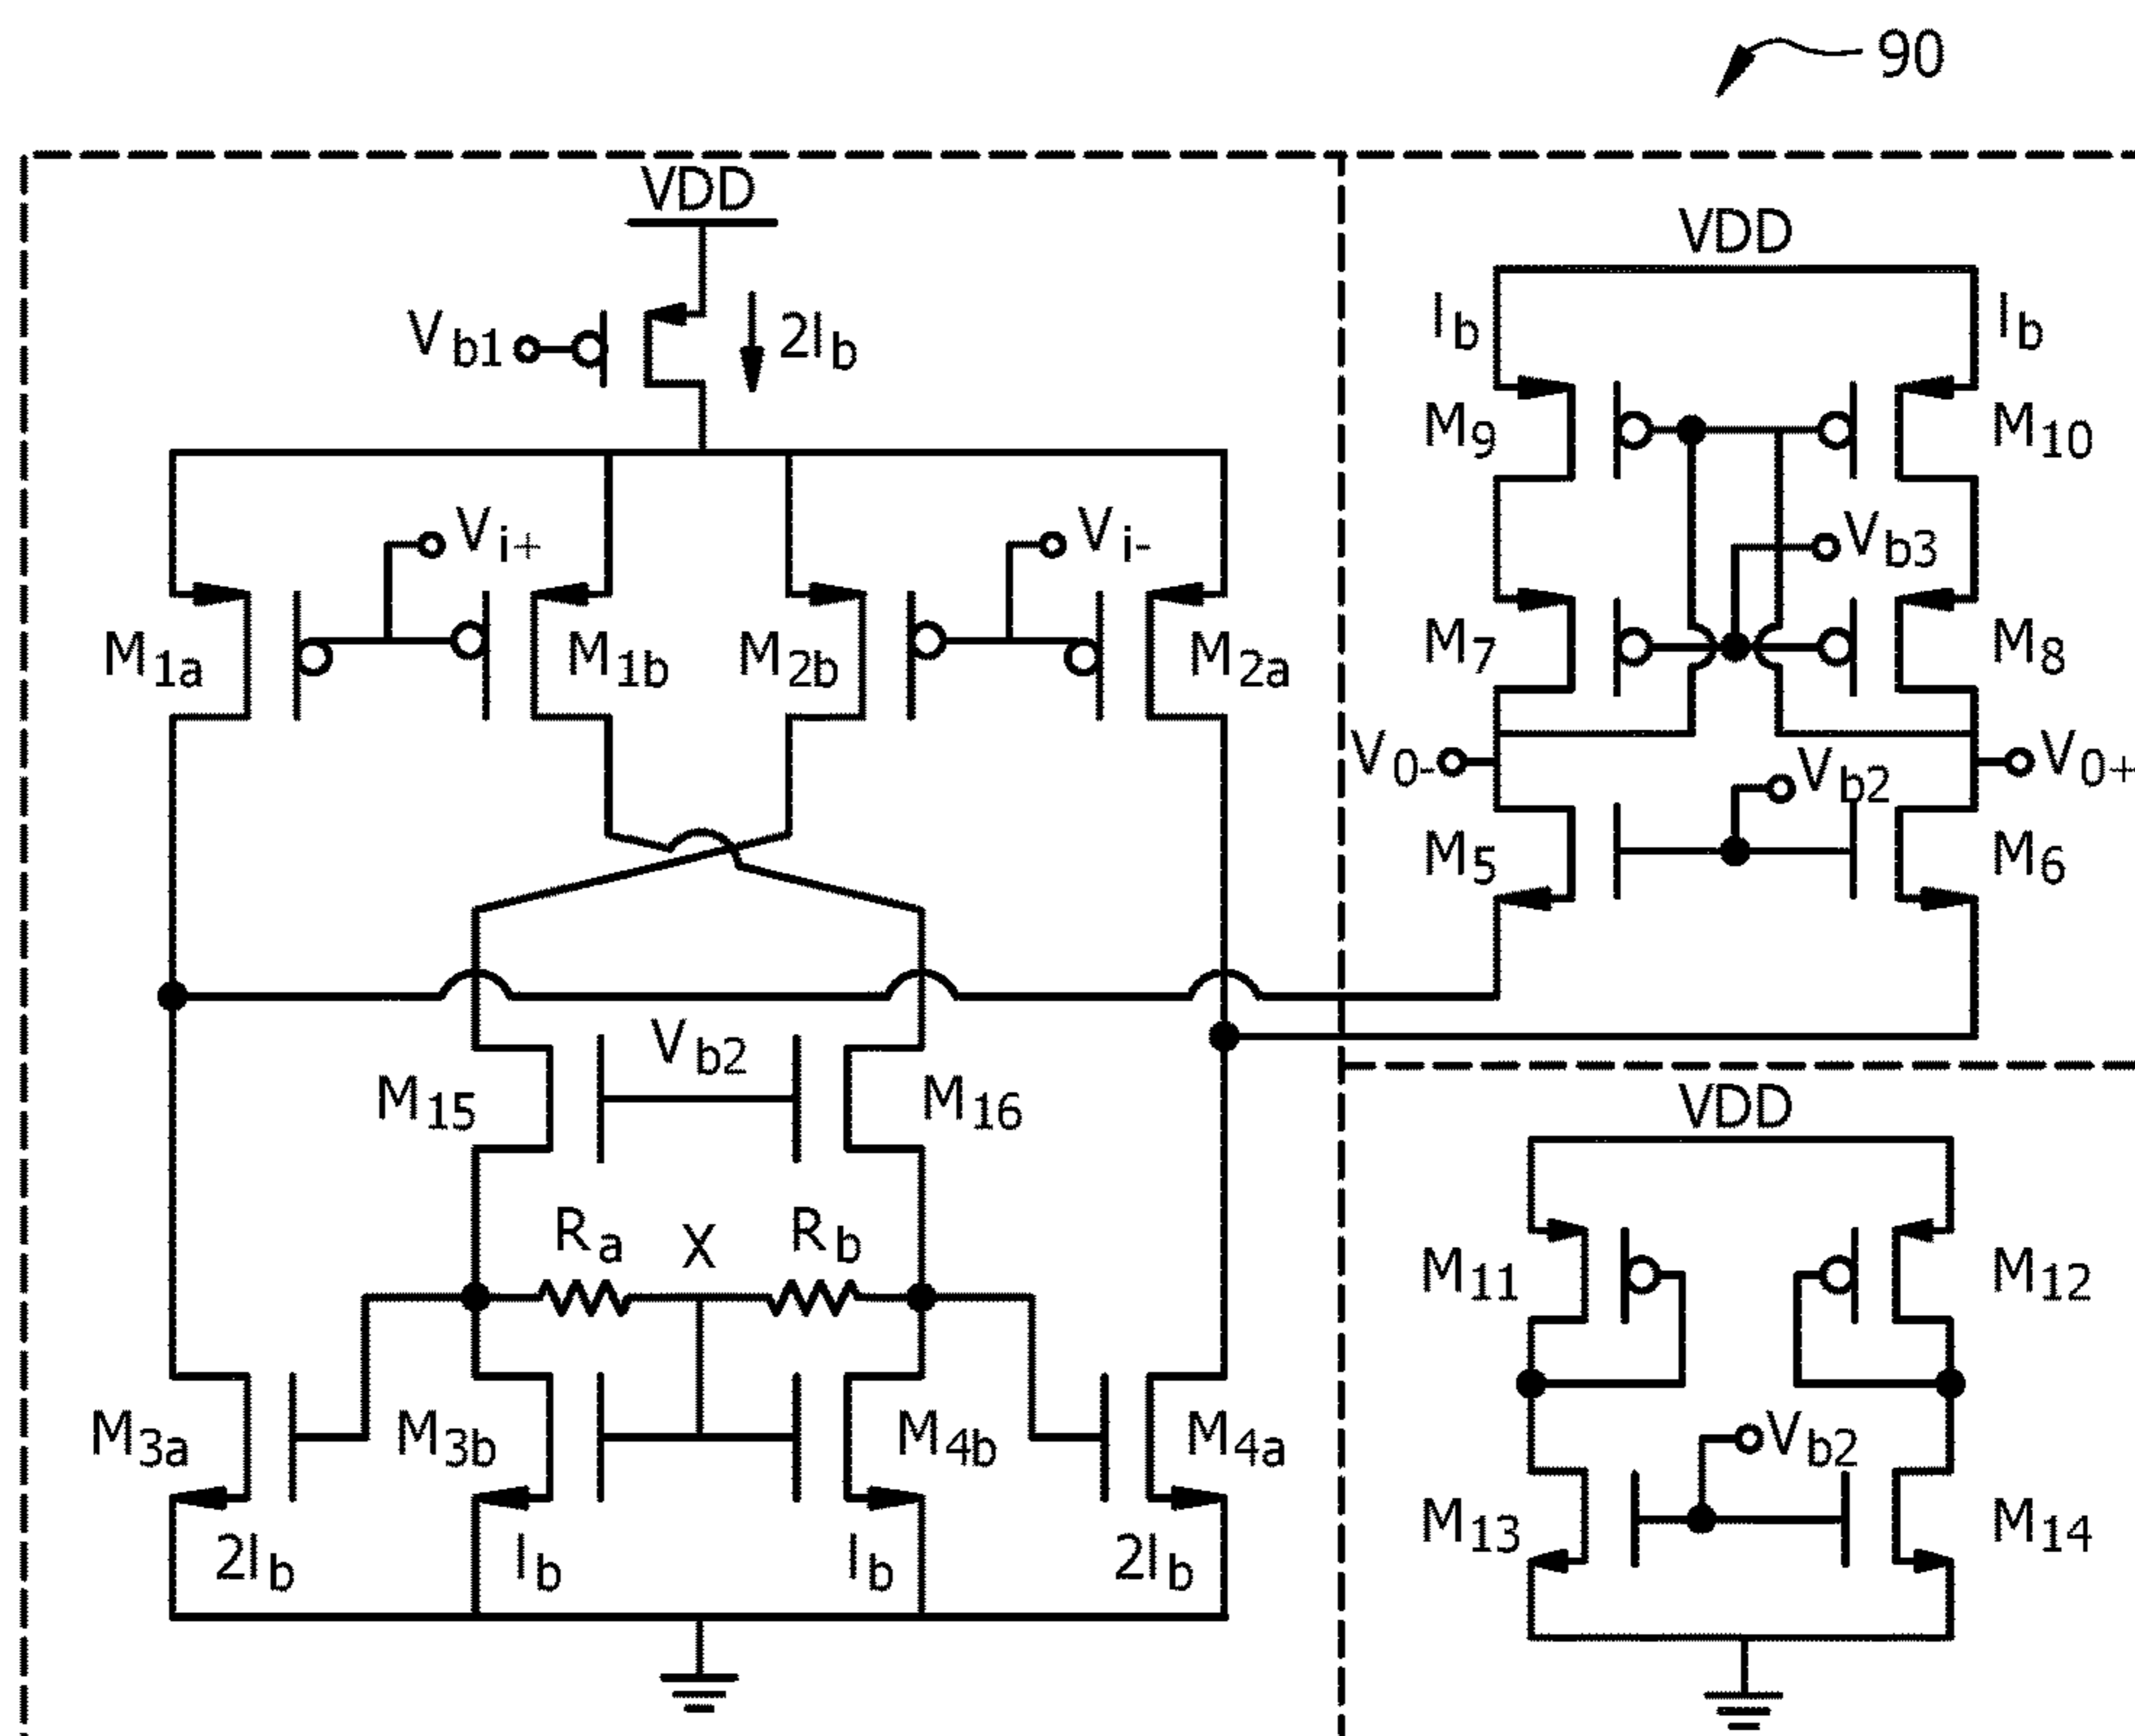 90
VDD
VDD
Vb1
2Ib
Ib
Ib
M9
M10
Vi+
Vi-
Vb3
M1a
M1b
M2b
M2a
M7
M8
V0-
Vb2
V0+
M5
M6
Vb2
M15
M16
VDD
Ra
X
Rb
M11
M12
M3a
M3b
M4b
M4a
Vb2
M13
M14
2Ib
Ib
Ib
2Ib